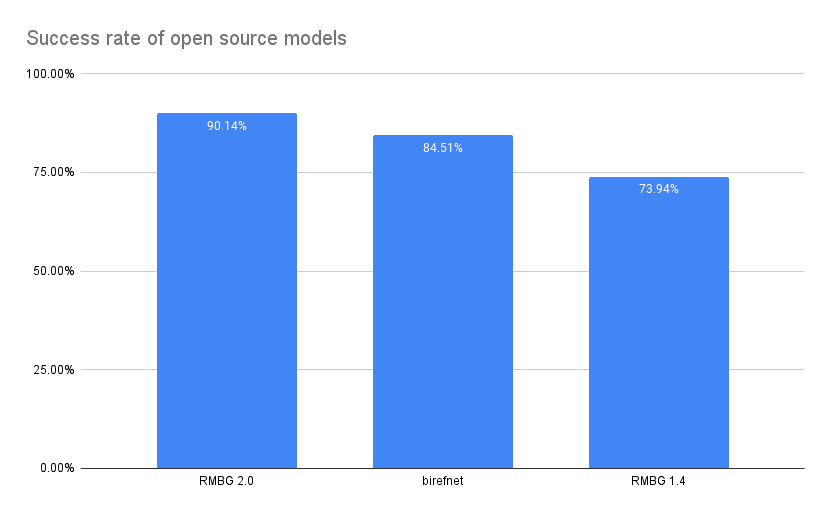 Success rate of open source models
100.00%
75.00%
50.00%
25.00%
0.00%
90.14%
84.51%
73.94%
RMBG 2.0
birefnet
RMBG 1.4